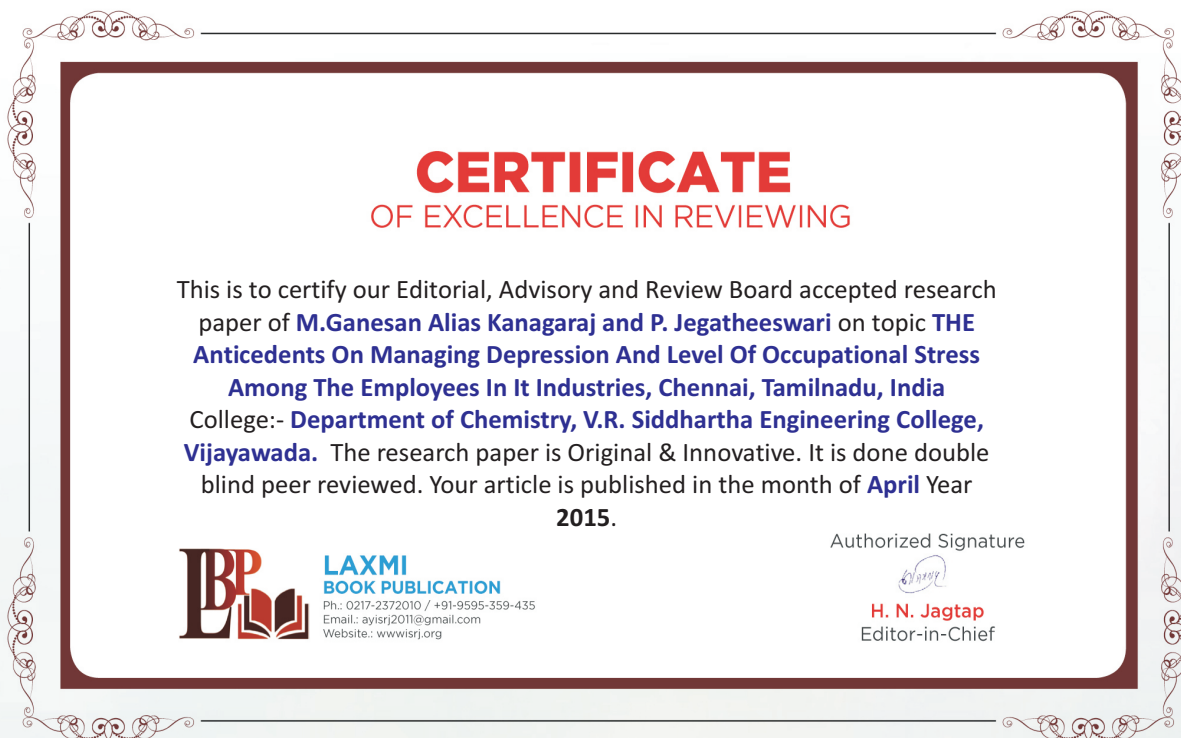 CERTIFICATE
OF EXCELLENCE IN REVIEWING
This is to certify our Editorial, Advisory and Review Board accepted research
paper of M.Ganesan Alias Kanagaraj and P. Jegatheeswari on topic THE
Anticedents On Managing Depression And Level Of Occupational Stress
Among The Employees In It Industries, Chennai, Tamilnadu, India
College:- Department of Chemistry, V.R. Siddhartha Engineering College,
Vijayawada. The research paper is Original & Innovative. It is done double
blind peer reviewed. Your article is published in the month of April Year
2015.
LBP
LAXMI
BOOK PUBLICATION
Ph.: 0217-2372010 / +91-9595-359-435
Email.: ayisrj2011@gmail.com
Website.: wwwisrj.org
Authorized Signature
H. N. Jagtap
Editor-in-Chief